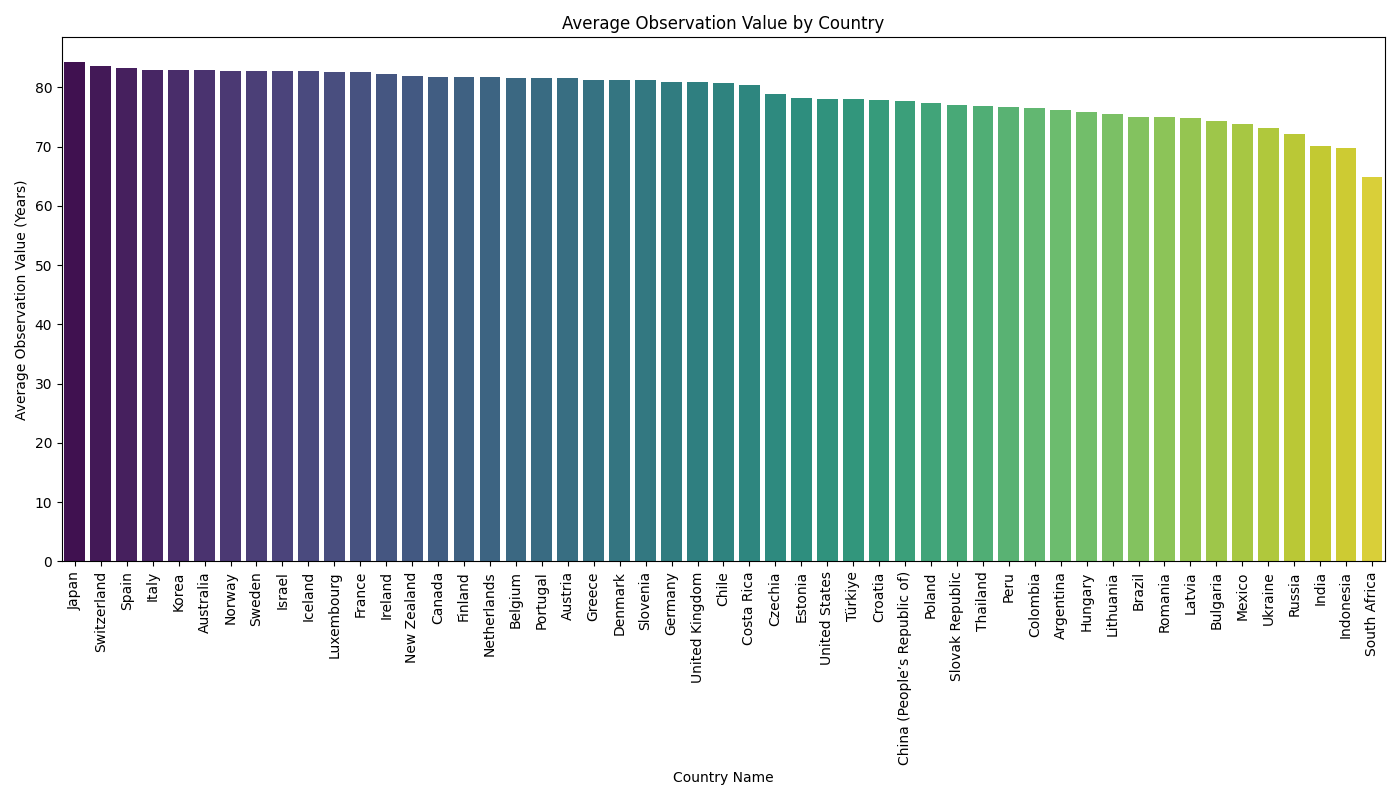 Average Observation Value by Country
Average Observation Value (Years)
80
70
60
50
40
30
20
10
0
Japan
Switzerland
Spain
Italy
Korea
Australia
Norway
Sweden
Israel
Iceland
Luxembourg
France
Ireland
New Zealand
Canada
Finland
Netherlands
Belgium
Portugal
Austria
Greece
Denmark
Slovenia
Germany
United Kingdom
Chile
Costa Rica
Czechia
Estonia
United States
Türkiye
Croatia
China (People’s Republic of)
Poland
Slovak Republic
Thailand
Peru
Colombia
Argentina
Hungary
Lithuania
Brazil
Romania
Latvia
Bulgaria
Mexico
Ukraine
Russia
India
Indonesia
South Africa
Country Name